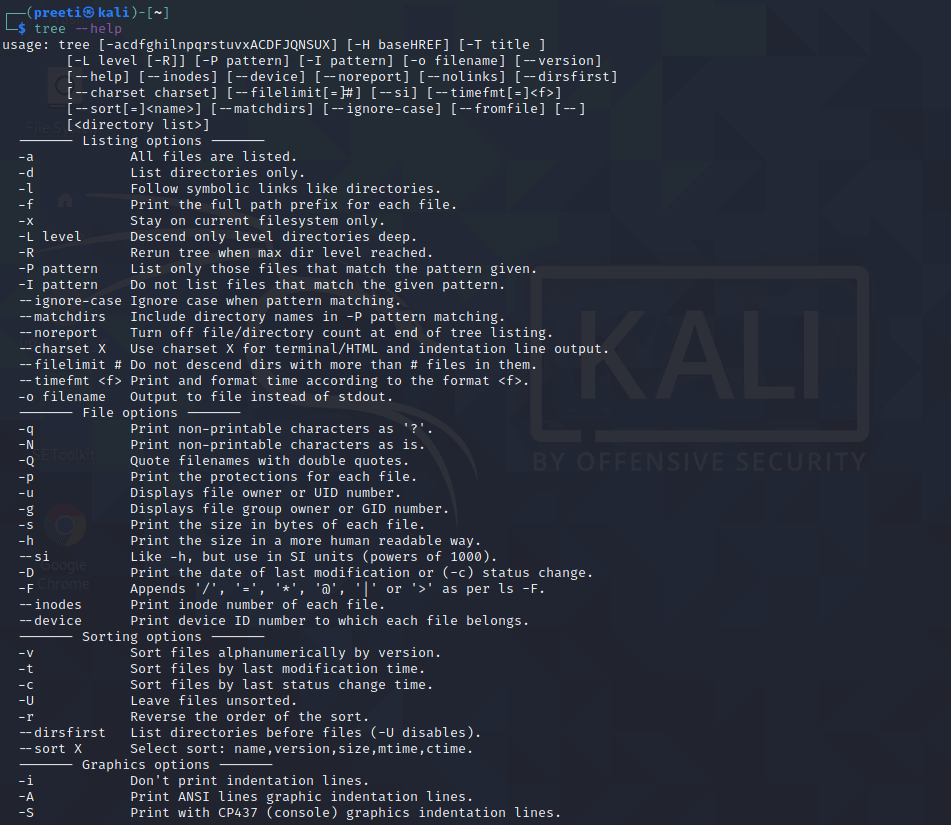 ┌──(preeti㉿kali)-[~]
└─$ tree --help
usage: tree [-acdfghilnpqrstuvxACDFJQNSUX] [-H baseHREF] [-T title ]
        [-L level [-R]] [-P pattern] [-I pattern] [-o filename] [--version]
        [--help] [--inodes] [--device] [--noreport] [--nolinks] [--dirsfirst]
        [--charset charset] [--filelimit[=]#] [--si] [--timefmt[=]<f>]
        [--sort[=]<name>] [--matchdirs] [--ignore-case] [--fromfile] [--]
        [<directory list>]
  ------- Listing options -------
  -a            All files are listed.
  -d            List directories only.
  -l            Follow symbolic links like directories.
  -f            Print the full path prefix for each file.
  -x            Stay on current filesystem only.
  -L level      Descend only level directories deep.
  -R            Rerun tree when max dir level reached.
  -P pattern    List only those files that match the pattern given.
  -I pattern    Do not list files that match the given pattern.
  --ignore-case Ignore case when pattern matching.
  --matchdirs   Include directory names in -P pattern matching.
  --noreport    Turn off file/directory count at end of tree listing.
  --charset X   Use charset X for terminal/HTML and indentation line output.
  --filelimit # Do not descend dirs with more than # files in them.
  --timefmt <f> Print and format time according to the format <f>.
  -o filename   Output to file instead of stdout.
  ------- File options -------
  -q            Print non-printable characters as '?'.
  -N            Print non-printable characters as is.
  -Q            Quote filenames with double quotes.
  -p            Print the protections for each file.
  -u            Displays file owner or UID number.
  -g            Displays file group owner or GID number.
  -s            Print the size in bytes of each file.
  -h            Print the size in a more human readable way.
  --si          Like -h, but use in SI units (powers of 1000).
  -D            Print the date of last modification or (-c) status change.
  -F            Appends '/', '=', '*', '@', '|' or '>' as per ls -F.
  --inodes      Print inode number of each file.
  --device      Print device ID number to which each file belongs.
  ------- Sorting options -------
  -v            Sort files alphanumerically by version.
  -t            Sort files by last modification time.
  -c            Sort files by last status change time.
  -U            Leave files unsorted.
  -r            Reverse the order of the sort.
  --dirsfirst   List directories before files (-U disables).
  --sort X      Select sort: name,version,size,mtime,ctime.
  ------- Graphics options -------
  -i            Don't print indentation lines.
  -A            Print ANSI lines graphic indentation lines.
  -S            Print with CP437 (console) graphics indentation lines.
KALI
BY OFFENSIVE SECURITY
Google
Chrome